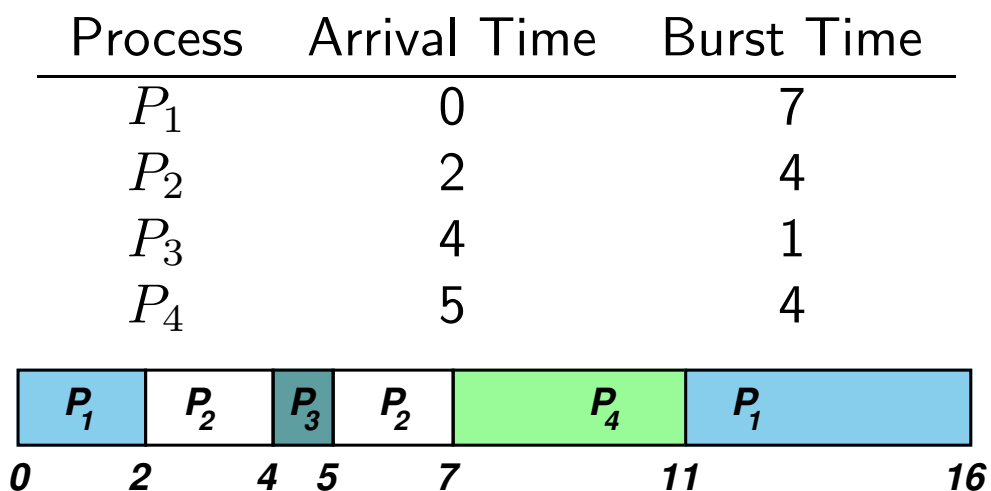 Process Arrival Time Burst Time
P1 0 7
P2 2 4
P3 4 1
P4 5 4
P1 P2 P3 P2 P4 P1
0 2 4 5 7 11 16